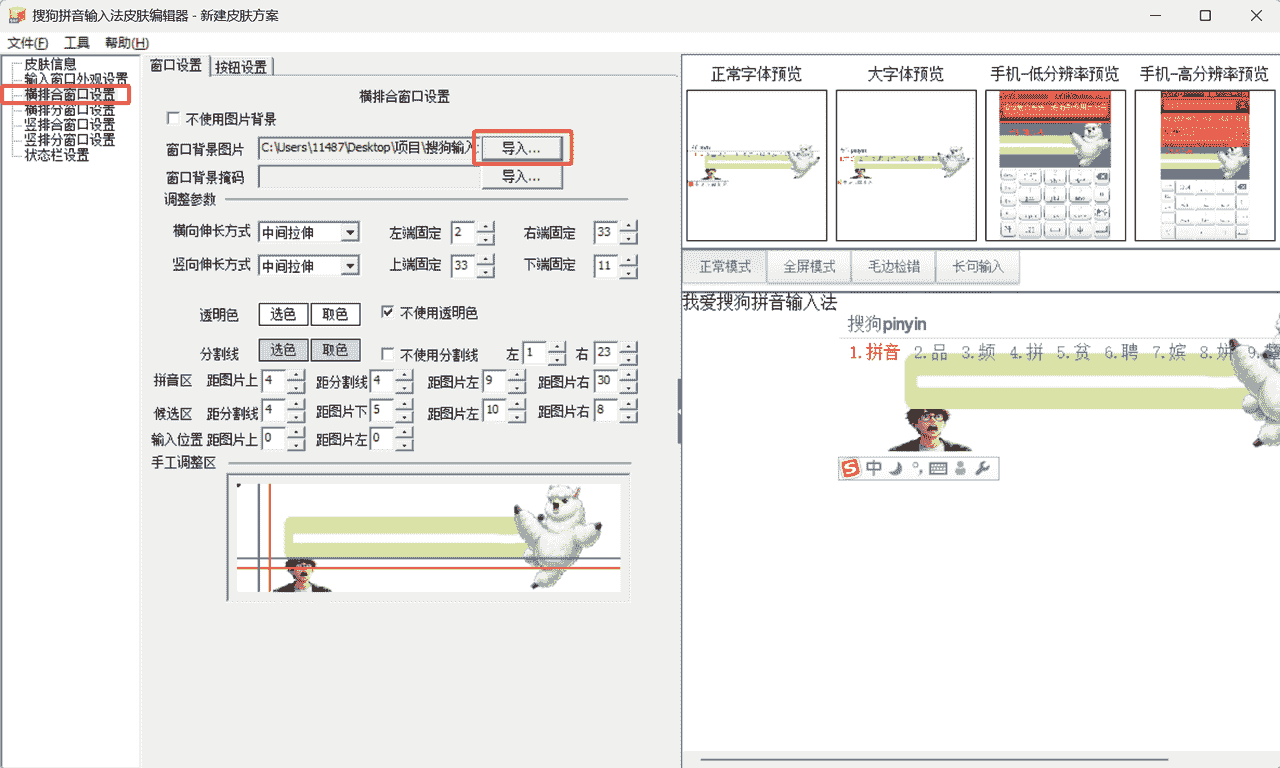 搜狗拼音输入法皮肤编辑器 - 新建皮肤方案
文件(F) 工具 帮助(H)
皮肤信息
输入窗口外观设置
横排合窗口设置
横排分窗口设置
竖排合窗口设置
竖排分窗口设置
状态栏设置
窗口设置 按钮设置
横排合窗口设置
不使用图片背景
窗口背景图片 C:\Users\11487\Desktop\项目\搜狗输入 导入...
窗口背景掩码 导入...
调整参数
横向伸长方式 中间拉伸 左端固定 2 右端固定 33
竖向伸长方式 中间拉伸 上端固定 33 下端固定 11
透明色 选色 取色 不使用透明色
分割线 选色 取色 不使用分割线 左 1 右 23
拼音区 距图片上 4 距分割线 4 距图片左 9 距图片右 30
候选区 距分割线 4 距图片下 5 距图片左 10 距图片右 8
输入位置 距图片上 0 距图片左 0
手工调整区
正常字体预览 大字体预览 手机-低分辨率预览 手机-高分辨率预览
正常模式 全屏模式 毛边检错 长句输入
我爱搜狗拼音输入法
搜狗pinyin
1.拼音 2.品 3.频 4.拼 5.贫 6.聘 7.嫔 8.姘 9.
中